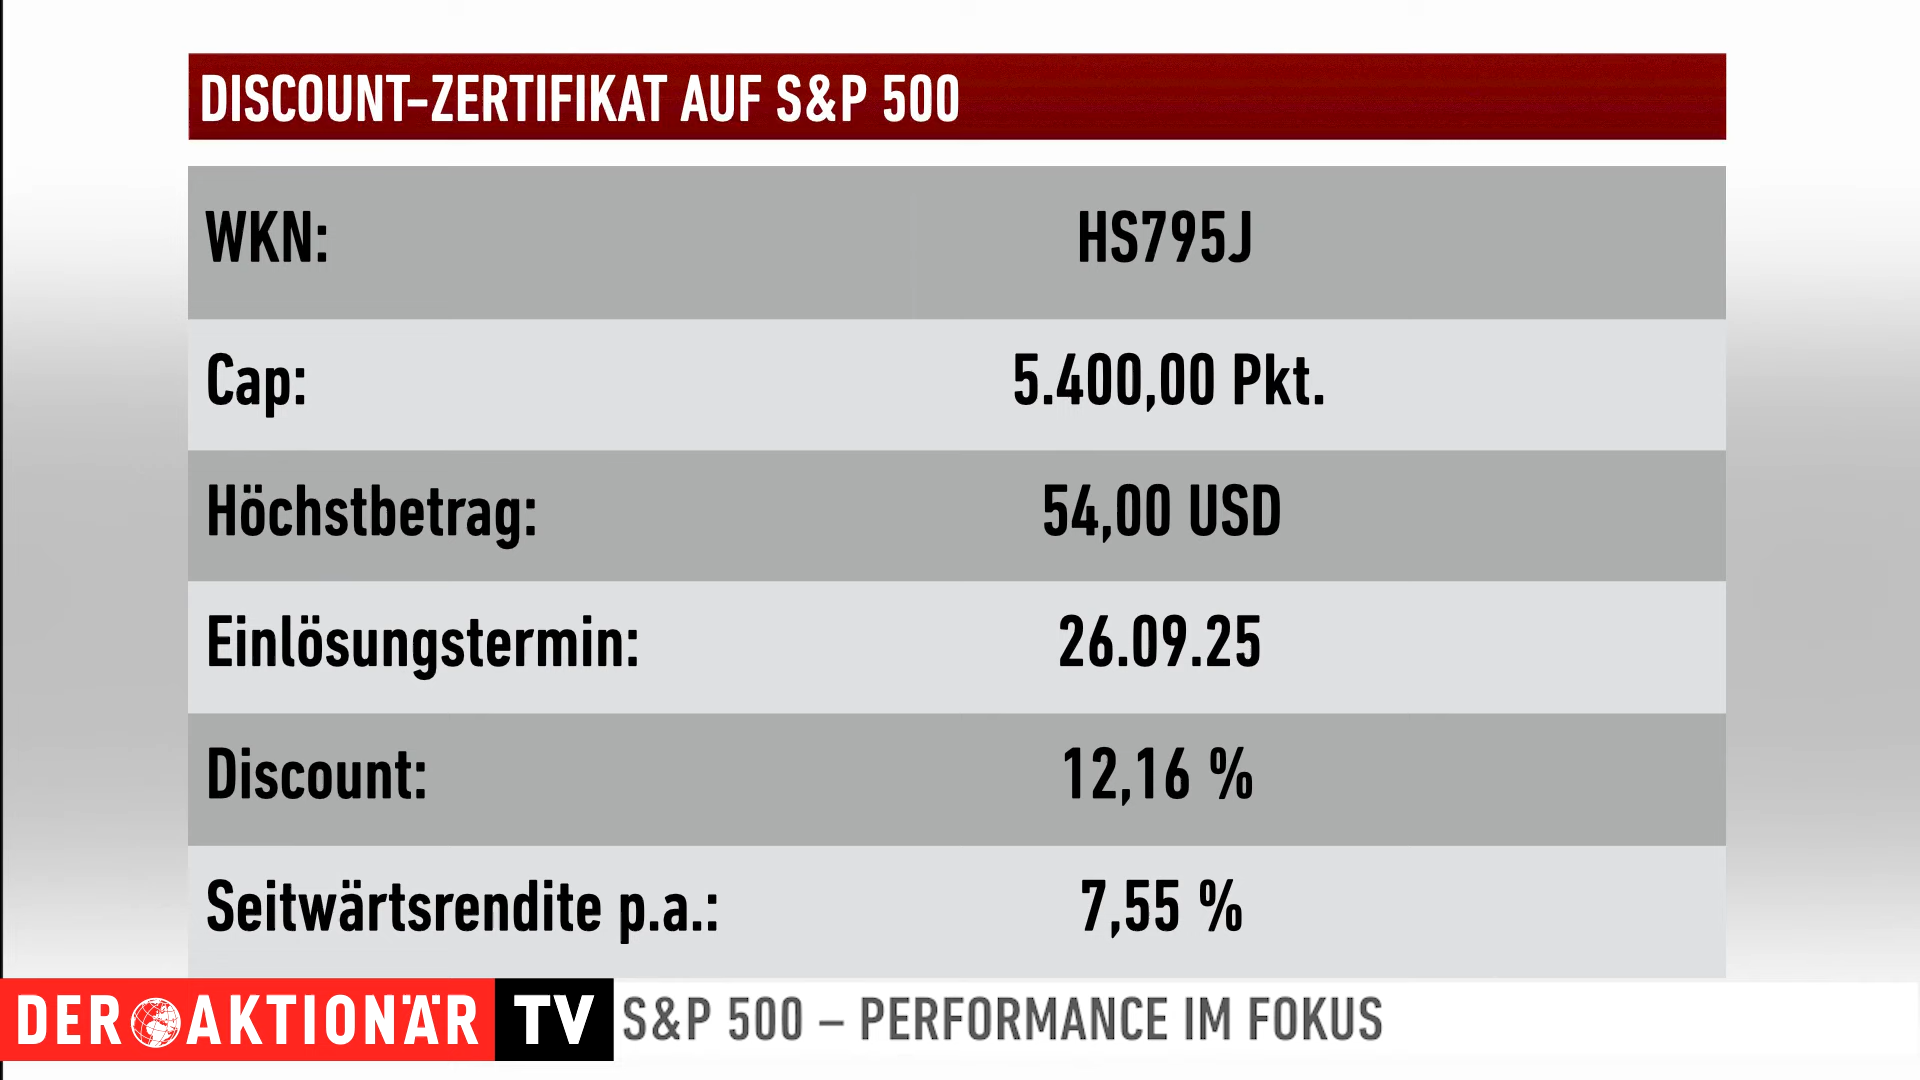 DISCOUNT-ZERTIFIKAT AUF S&P 500
WKN: HS795J
Cap: 5.400,00 Pkt.
Höchstbetrag: 54,00 USD
Einlösungstermin: 26.09.25
Discount: 12,16 %
Seitwärtsrendite p.a.: 7,55 %
DER AKTIONÄR TV S&P 500 – PERFORMANCE IM FOKUS